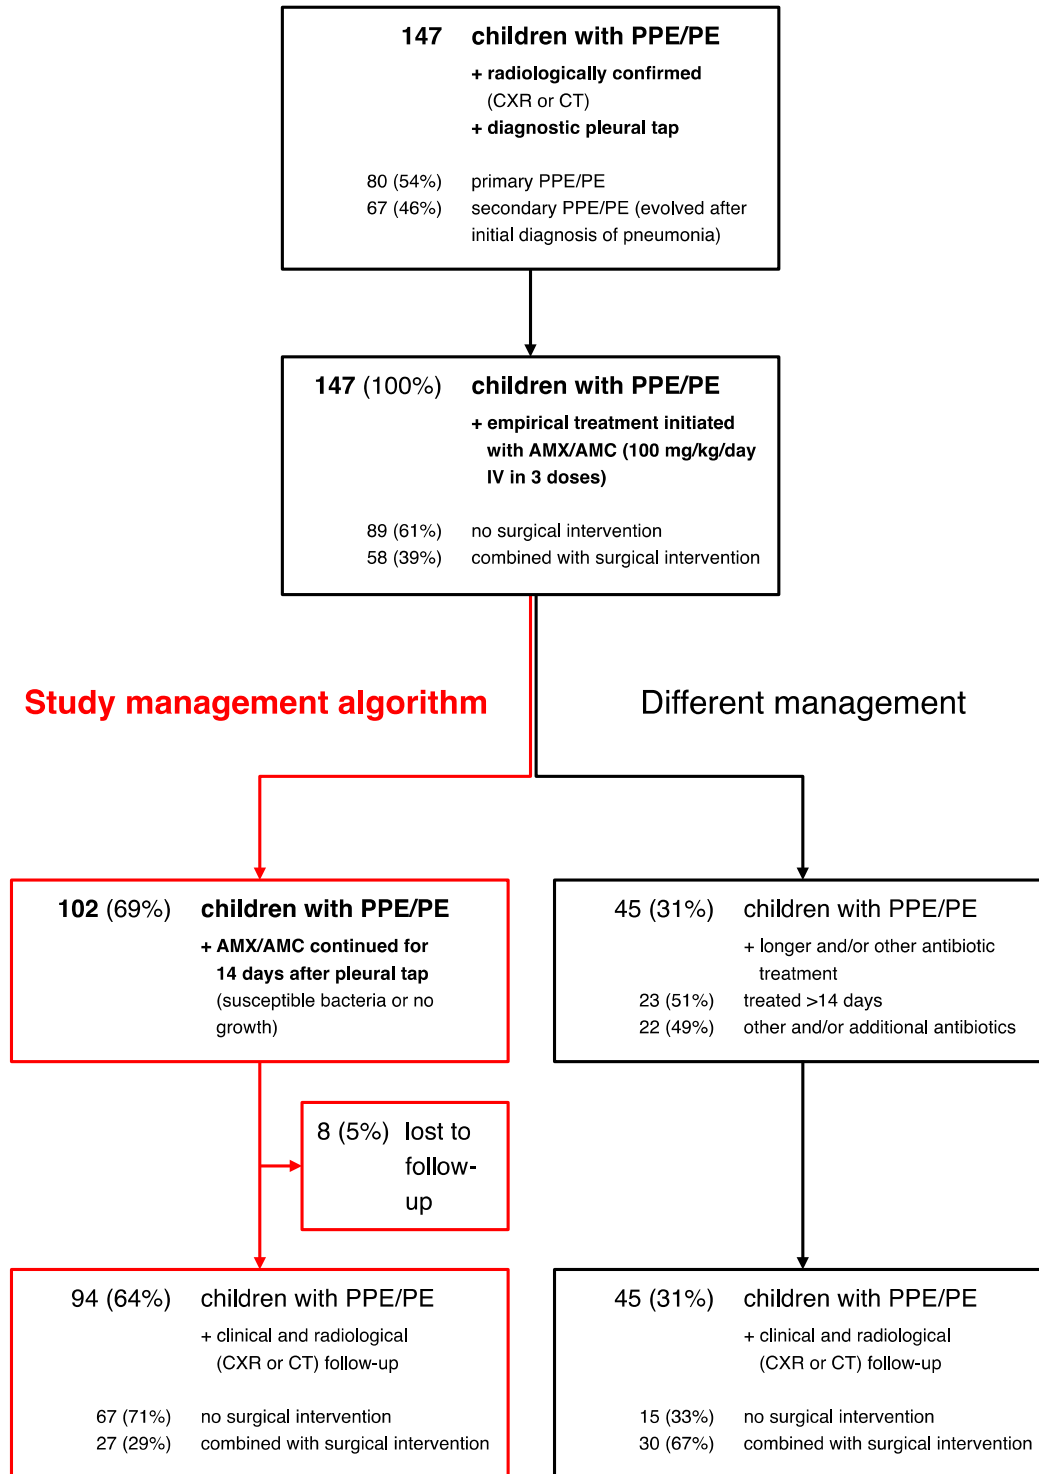 147 children with PPE/PE
+ radiologically confirmed
(CXR or CT)
+ diagnostic pleural tap
80 (54%) primary PPE/PE
67 (46%) secondary PPE/PE (evolved after
initial diagnosis of pneumonia)
147 (100%) children with PPE/PE
+ empirical treatment initiated
with AMX/AMC (100 mg/kg/day
IV in 3 doses)
89 (61%) no surgical intervention
58 (39%) combined with surgical intervention
Study management algorithm
Different management
102 (69%) children with PPE/PE
+ AMX/AMC continued for
14 days after pleural tap
(susceptible bacteria or no
growth)
45 (31%) children with PPE/PE
+ longer and/or other antibiotic
treatment
23 (51%) treated >14 days
22 (49%) other and/or additional antibiotics
8 (5%) lost to
follow-
up
94 (64%) children with PPE/PE
+ clinical and radiological
(CXR or CT) follow-up
67 (71%) no surgical intervention
27 (29%) combined with surgical intervention
45 (31%) children with PPE/PE
+ clinical and radiological
(CXR or CT) follow-up
15 (33%) no surgical intervention
30 (67%) combined with surgical intervention